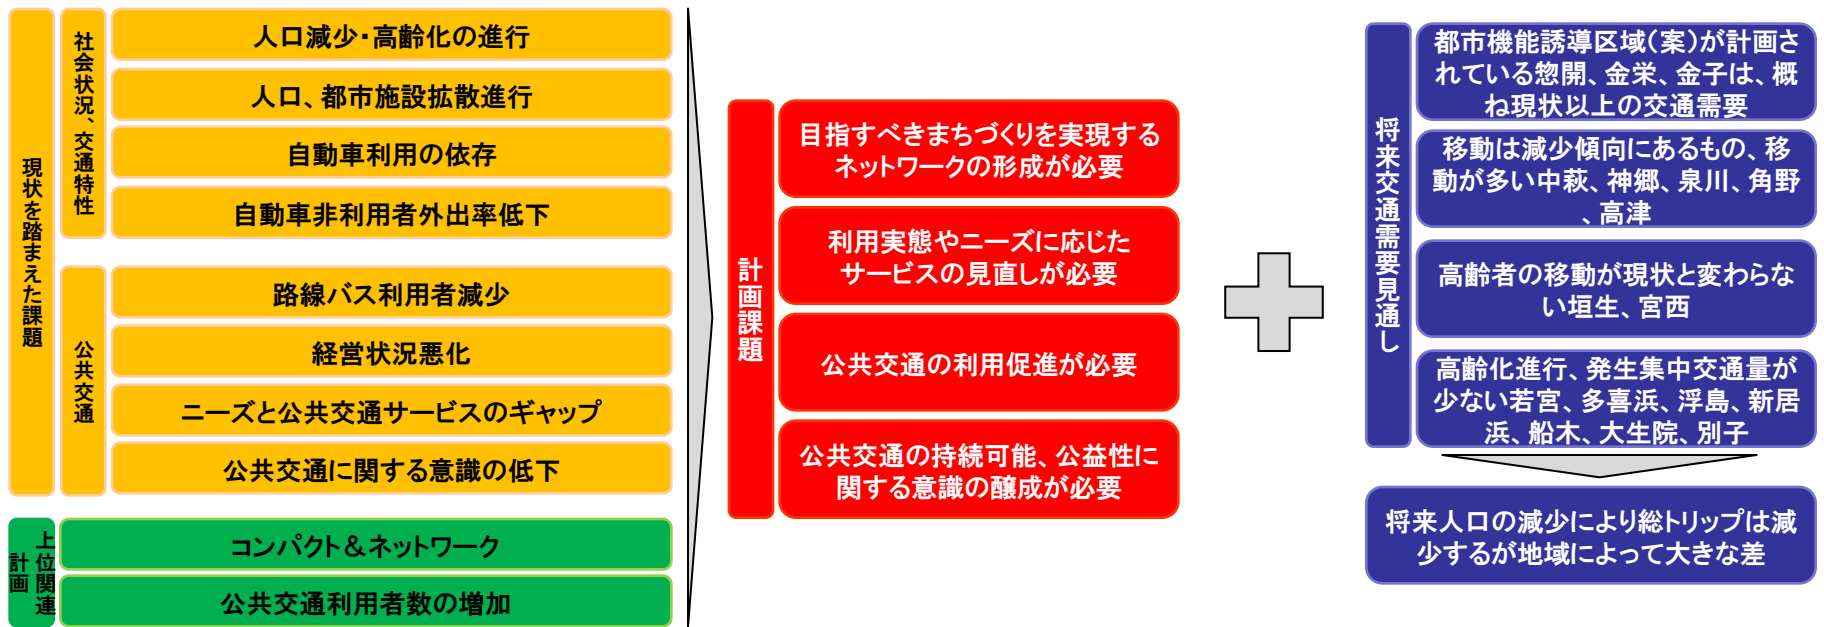 現状を踏まえた課題
社会状況、交通特性
人口減少・高齢化の進行
人口、都市施設拡散進行
自動車利用の依存
自動車非利用者外出率低下
公共交通
路線バス利用者減少
経営状況悪化
ニーズと公共交通サービスのギャップ
公共交通に関する意識の低下
上位関連
計画
コンパクト＆ネットワーク
公共交通利用者数の増加
計画課題
目指すべきまちづくりを実現する
ネットワークの形成が必要
利用実態やニーズに応じた
サービスの見直しが必要
公共交通の利用促進が必要
公共交通の持続可能、公益性に
関する意識の醸成が必要
将来交通需要見通し
都市機能誘導区域（案）が計画さ
れている惣開、金栄、金子は、概
ね現状以上の交通需要
移動は減少傾向にあるもの、移
動が多い中萩、神郷、泉川、角野
、高津
高齢者の移動が現状と変わらな
い垣生、宮西
高齢化進行、発生集中交通量が
少ない若宮、多喜浜、浮島、新居
浜、船木、大生院、別子
将来人口の減少により総トリップは減
少するが地域によって大きな差